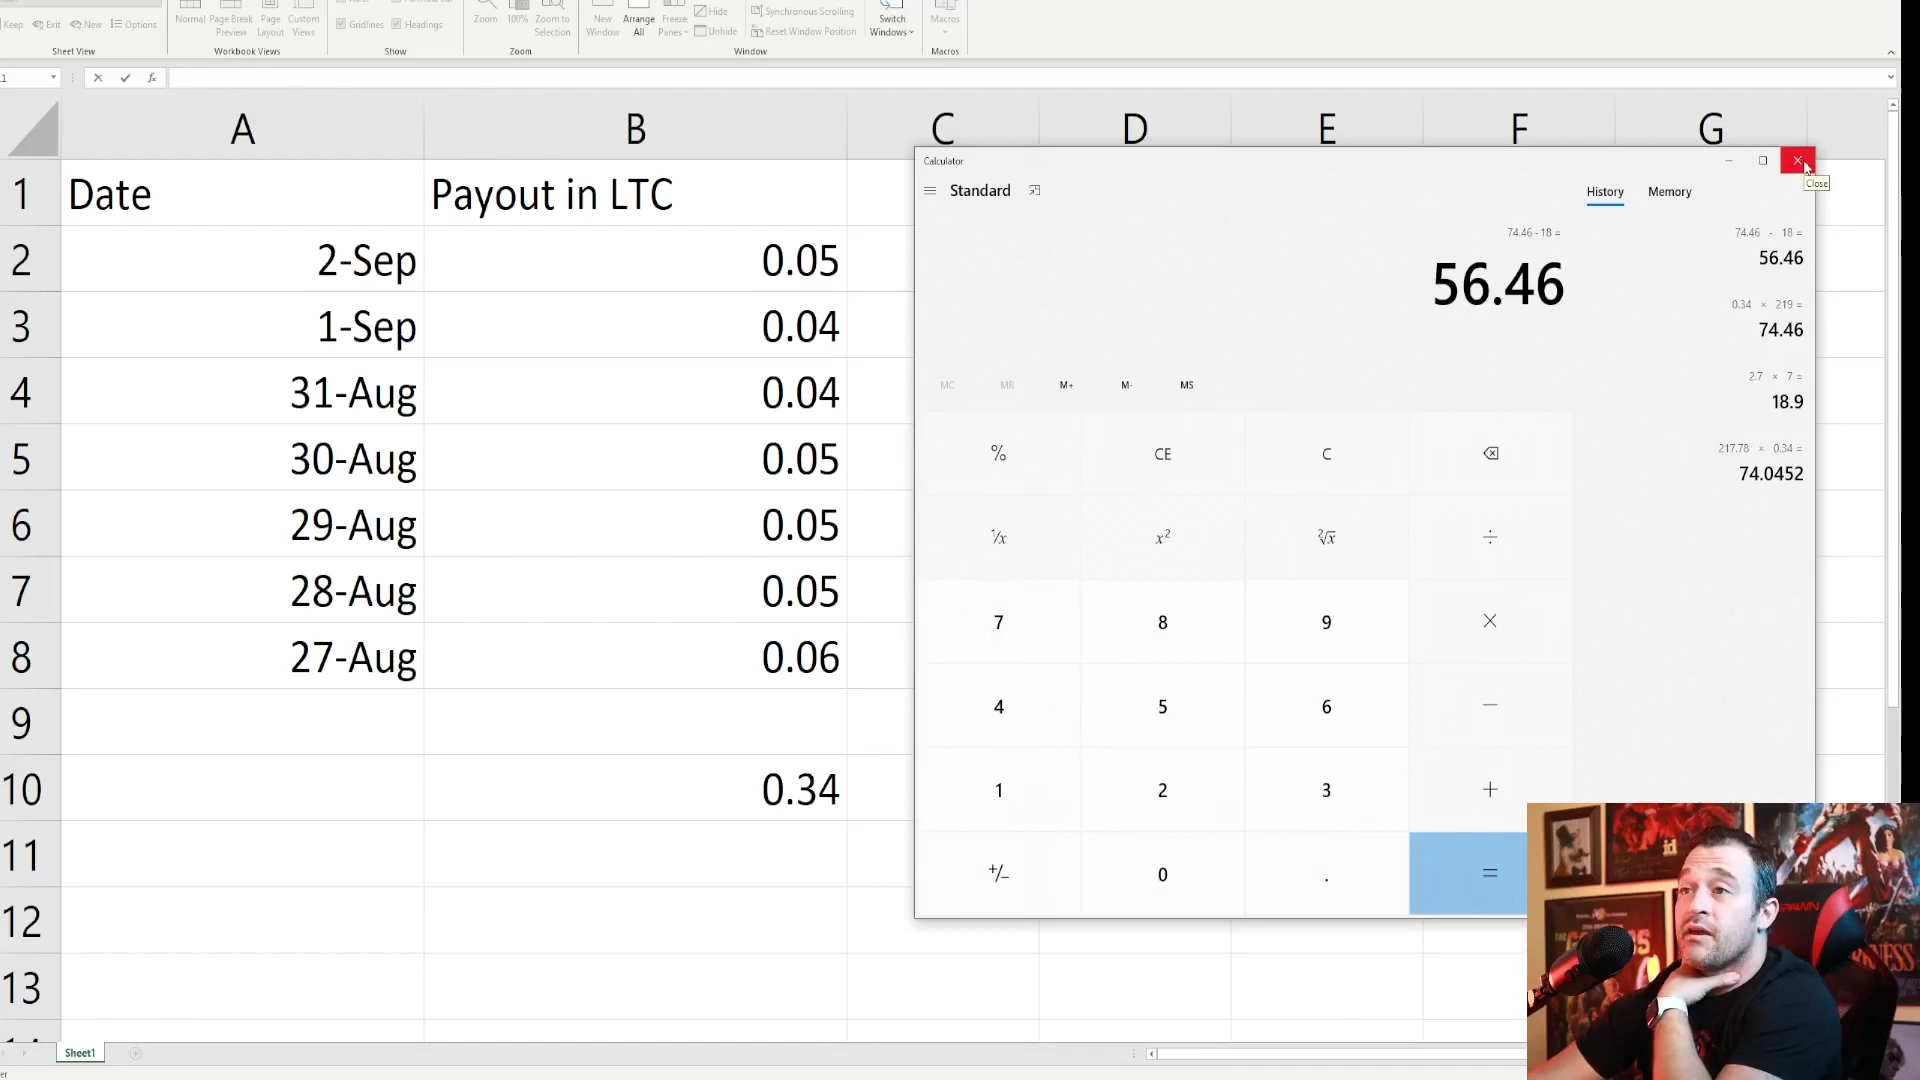 Keep Exit New Options
Normal Page Break Preview Page Layout Custom Views
Gridlines Headings
Zoom 100% Zoom to Selection
New Window Arrange All Freeze Panes Hide Unhide
Synchronous Scrolling
Reset Window Position
Switch Windows
Macros
Sheet View Workbook Views Show Zoom Window Macros
fx
A B C D E F G
1 Date Payout in LTC
2 2-Sep 0.05
3 1-Sep 0.04
4 31-Aug 0.04
5 30-Aug 0.05
6 29-Aug 0.05
7 28-Aug 0.05
8 27-Aug 0.06
9
10 0.34
11
12
13
Sheet1
Calculator
Close
Standard
History Memory
74.46 - 18 =
56.46
MC MR M+ M- MS
% CE C
¹/x x² ²√x ÷
7 8 9 ×
4 5 6 −
1 2 3 +
+/− 0 . =
74.46 - 18 =
56.46
0.34 × 219 =
74.46
2.7 × 7 =
18.9
217.78 × 0.34 =
74.0452
id